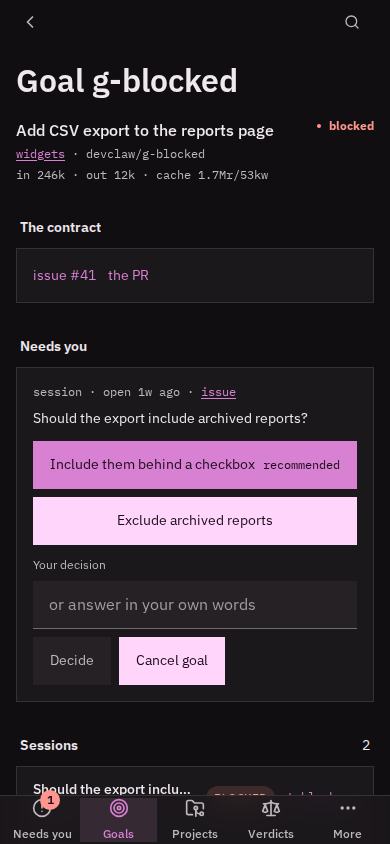 Goal g-blocked
Add CSV export to the reports page
• blocked
widgets · devclaw/g-blocked
in 246k · out 12k · cache 1.7Mr/53kw
The contract
issue #41 the PR
Needs you
session · open 1w ago · issue
Should the export include archived reports?
Include them behind a checkbox recommended
Exclude archived reports
Your decision
or answer in your own words
Decide
Cancel goal
Sessions
2
Should the export inclu...
BLOCKED
1
Needs you
Goals
Projects
Verdicts
More